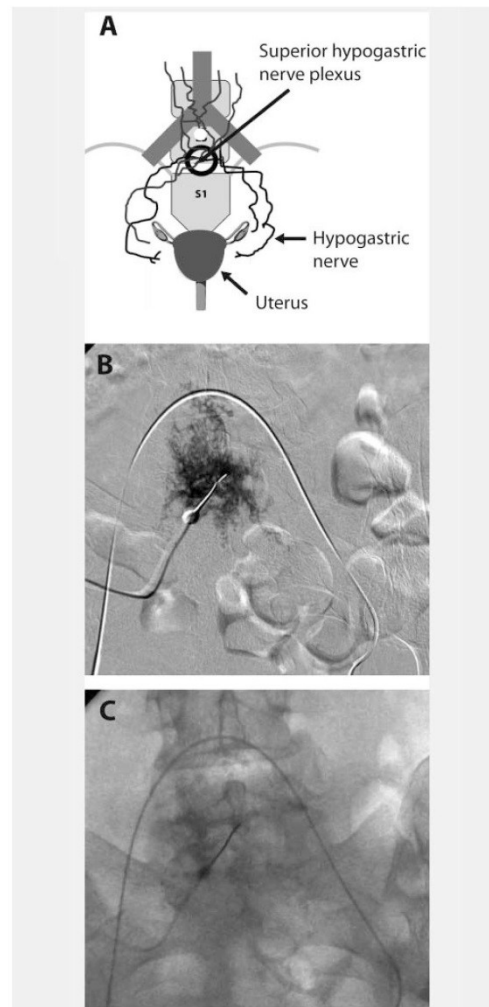 A
Superior hypogastric
nerve plexus
S1
Hypogastric
nerve
Uterus
B
C